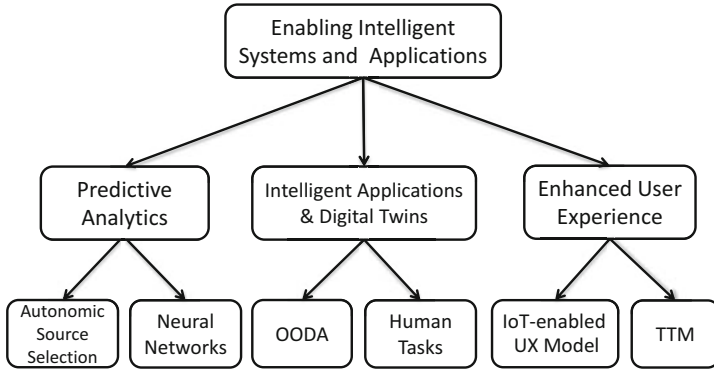 Enabling Intelligent
Systems and Applications
Predictive
Analytics
Intelligent Applications
& Digital Twins
Enhanced User
Experience
Autonomic
Source
Selection
Neural
Networks
OODA
Human
Tasks
IoT-enabled
UX Model
TTM